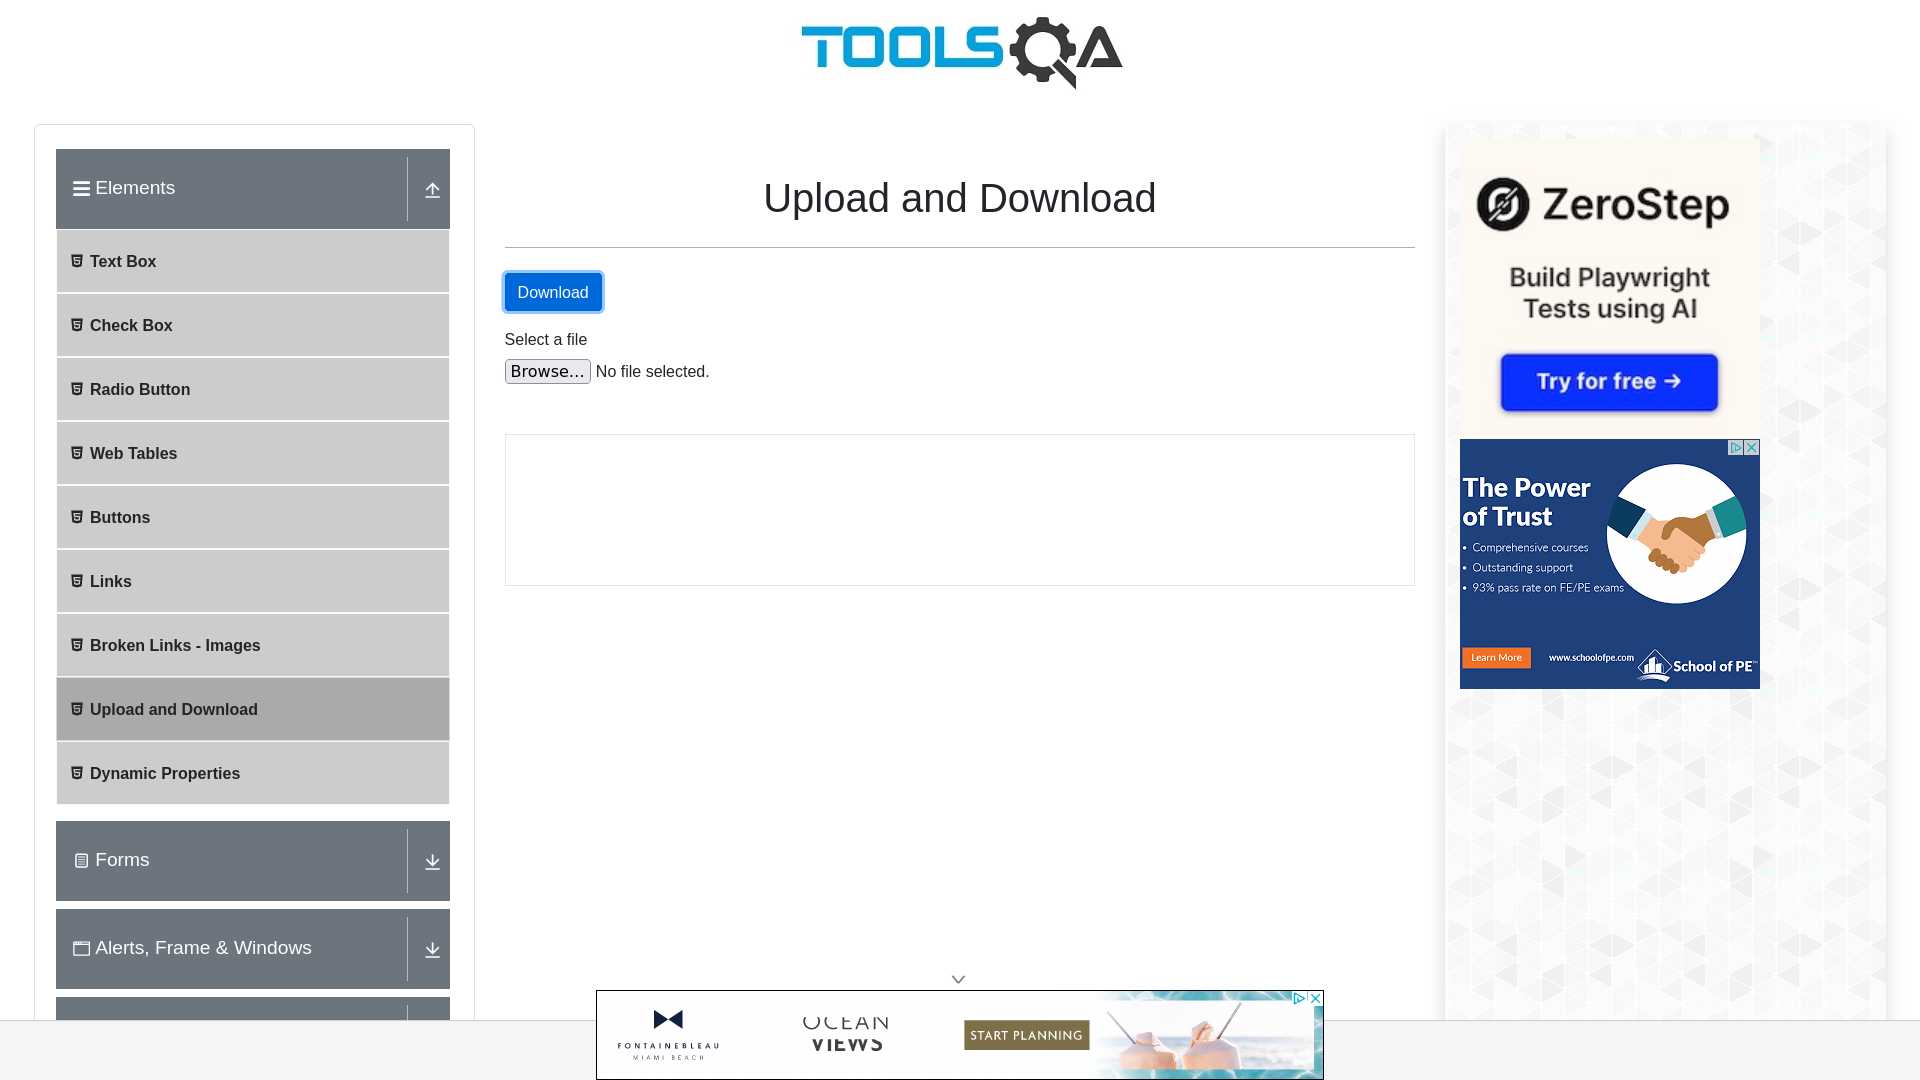 TOOLSQA
Elements
Text Box
Check Box
Radio Button
Web Tables
Buttons
Links
Broken Links - Images
Upload and Download
Dynamic Properties
Forms
Alerts, Frame & Windows
Upload and Download
Download
Select a file
Browse... No file selected.
ZeroStep
Build Playwright
Tests using AI
Try for free →
The Power
of Trust
• Comprehensive courses
• Outstanding support
• 93% pass rate on FE/PE exams
Learn More
www.schoolofpe.com
School of PE
FONTAINEBLEAU
MIAMI BEACH
OCEAN
VIEWS
START PLANNING